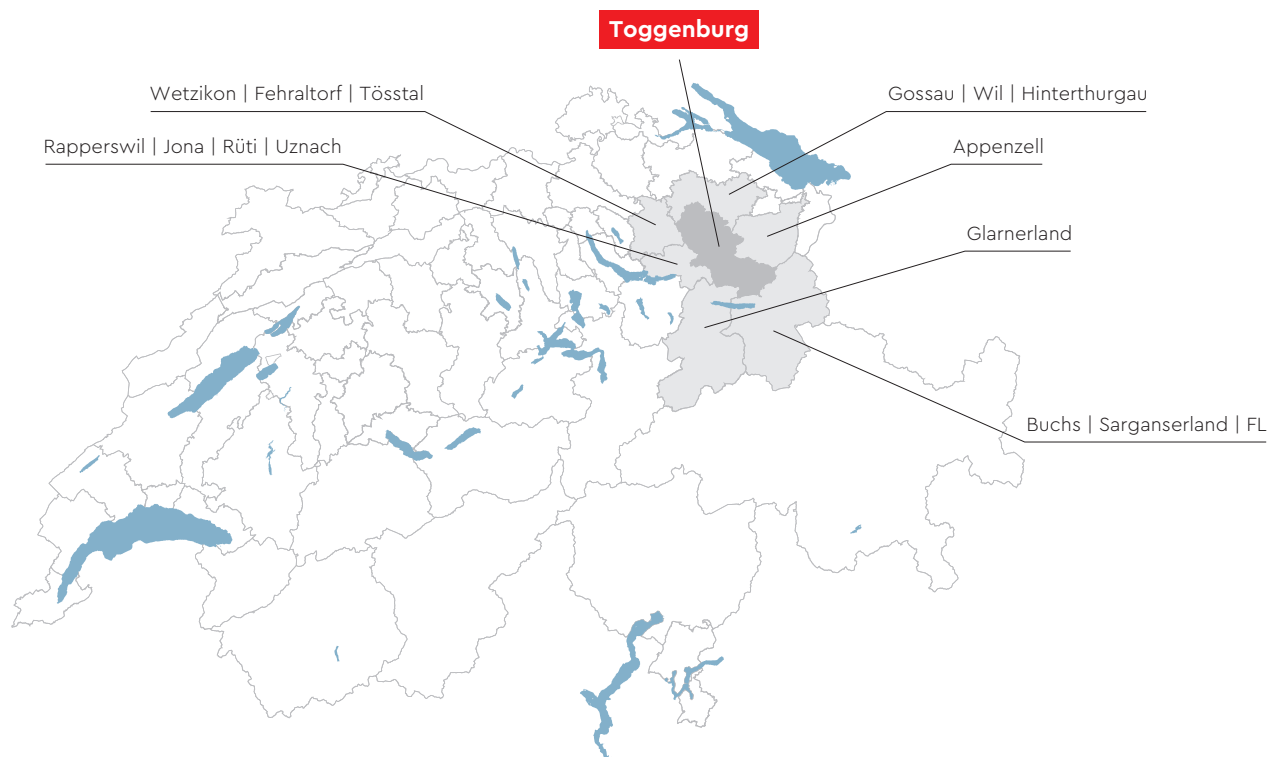 Toggenburg
Wetzikon | Fehraltorf | Tösstal
Gossau | Wil | Hinterthurgau
Rapperswil | Jona | Rüti | Uznach
Appenzell
Glarnerland
Buchs | Sarganserland | FL